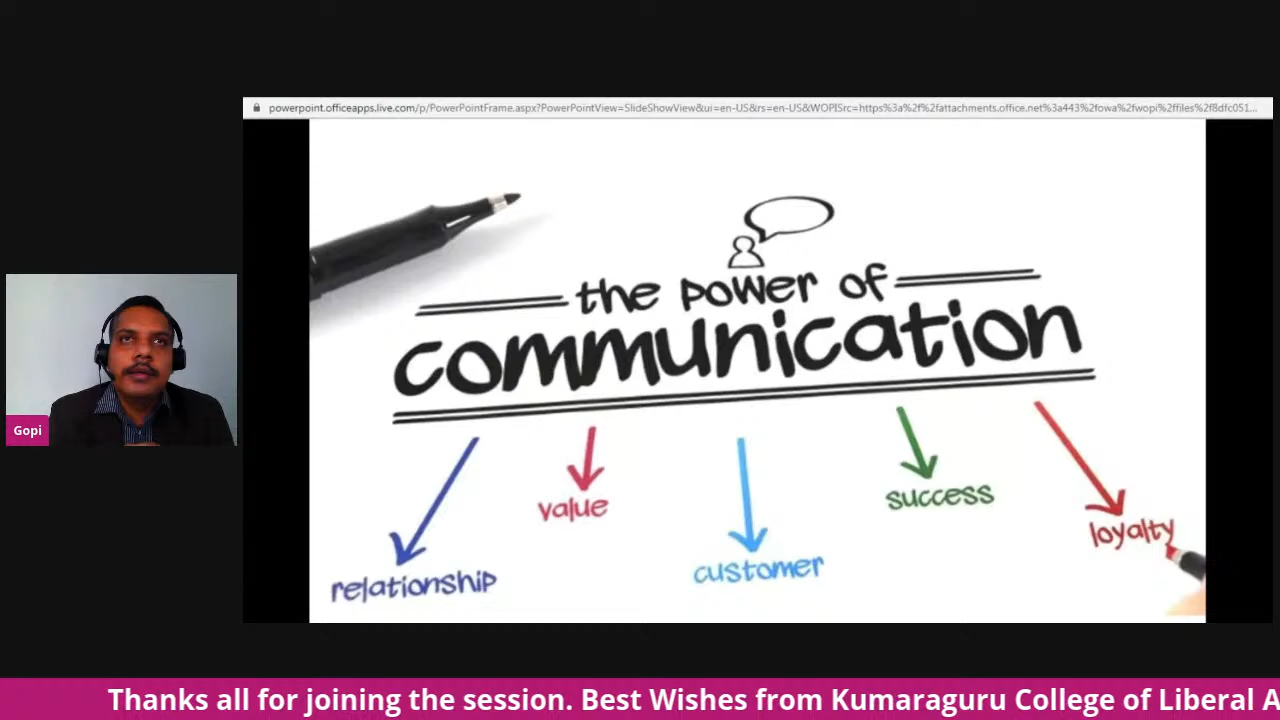 powerpoint.officeapps.live.com/p/PowerPointFrame.aspx?PowerPointView=SlideShowView&ui=en-US&rs=en-US&WOPISrc=https%3a%2f%2fattachments.office.net%3a443%2fowa%2fwopi%2ffiles%2f8dfc051...
the power of
communication
relationship
value
customer
success
loyalty
Gopi
Thanks all for joining the session. Best Wishes from Kumaraguru College of Liberal A